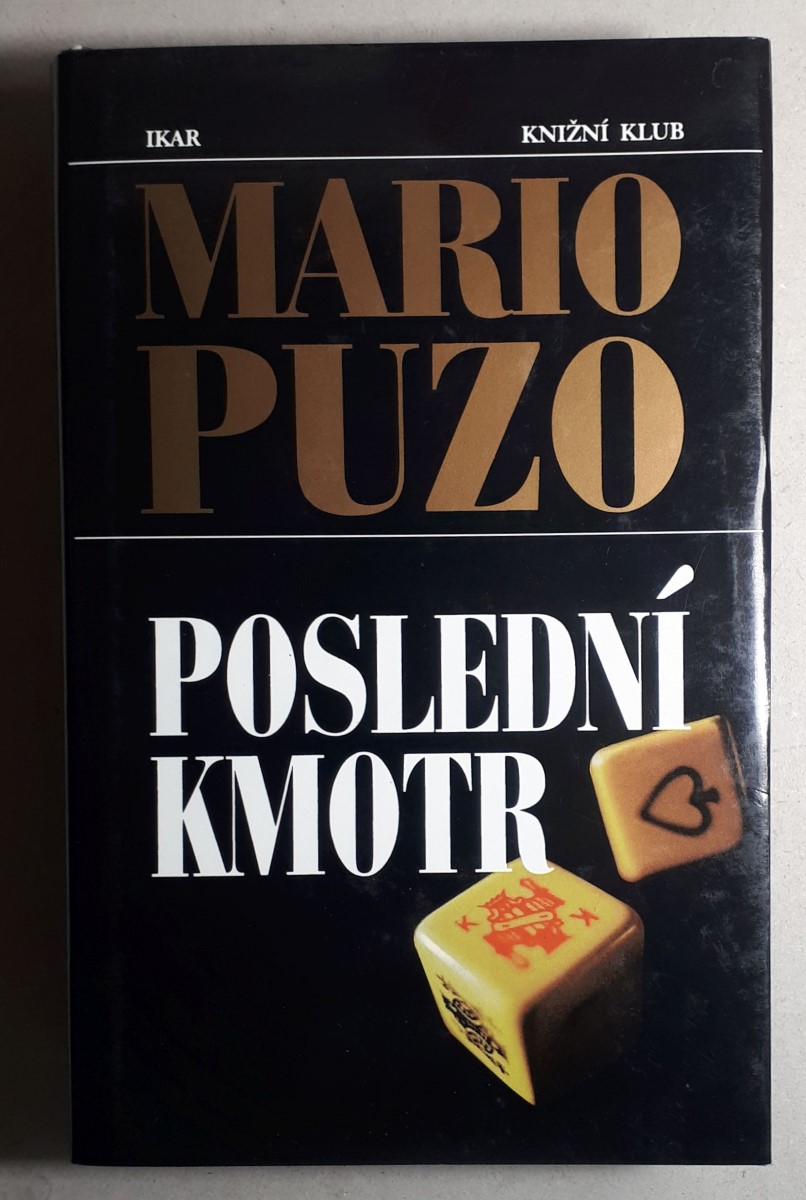 IKAR KNIŽNÍ KLUB
MARIO
PUZO
POSLEDNÍ
KMOTR
K K